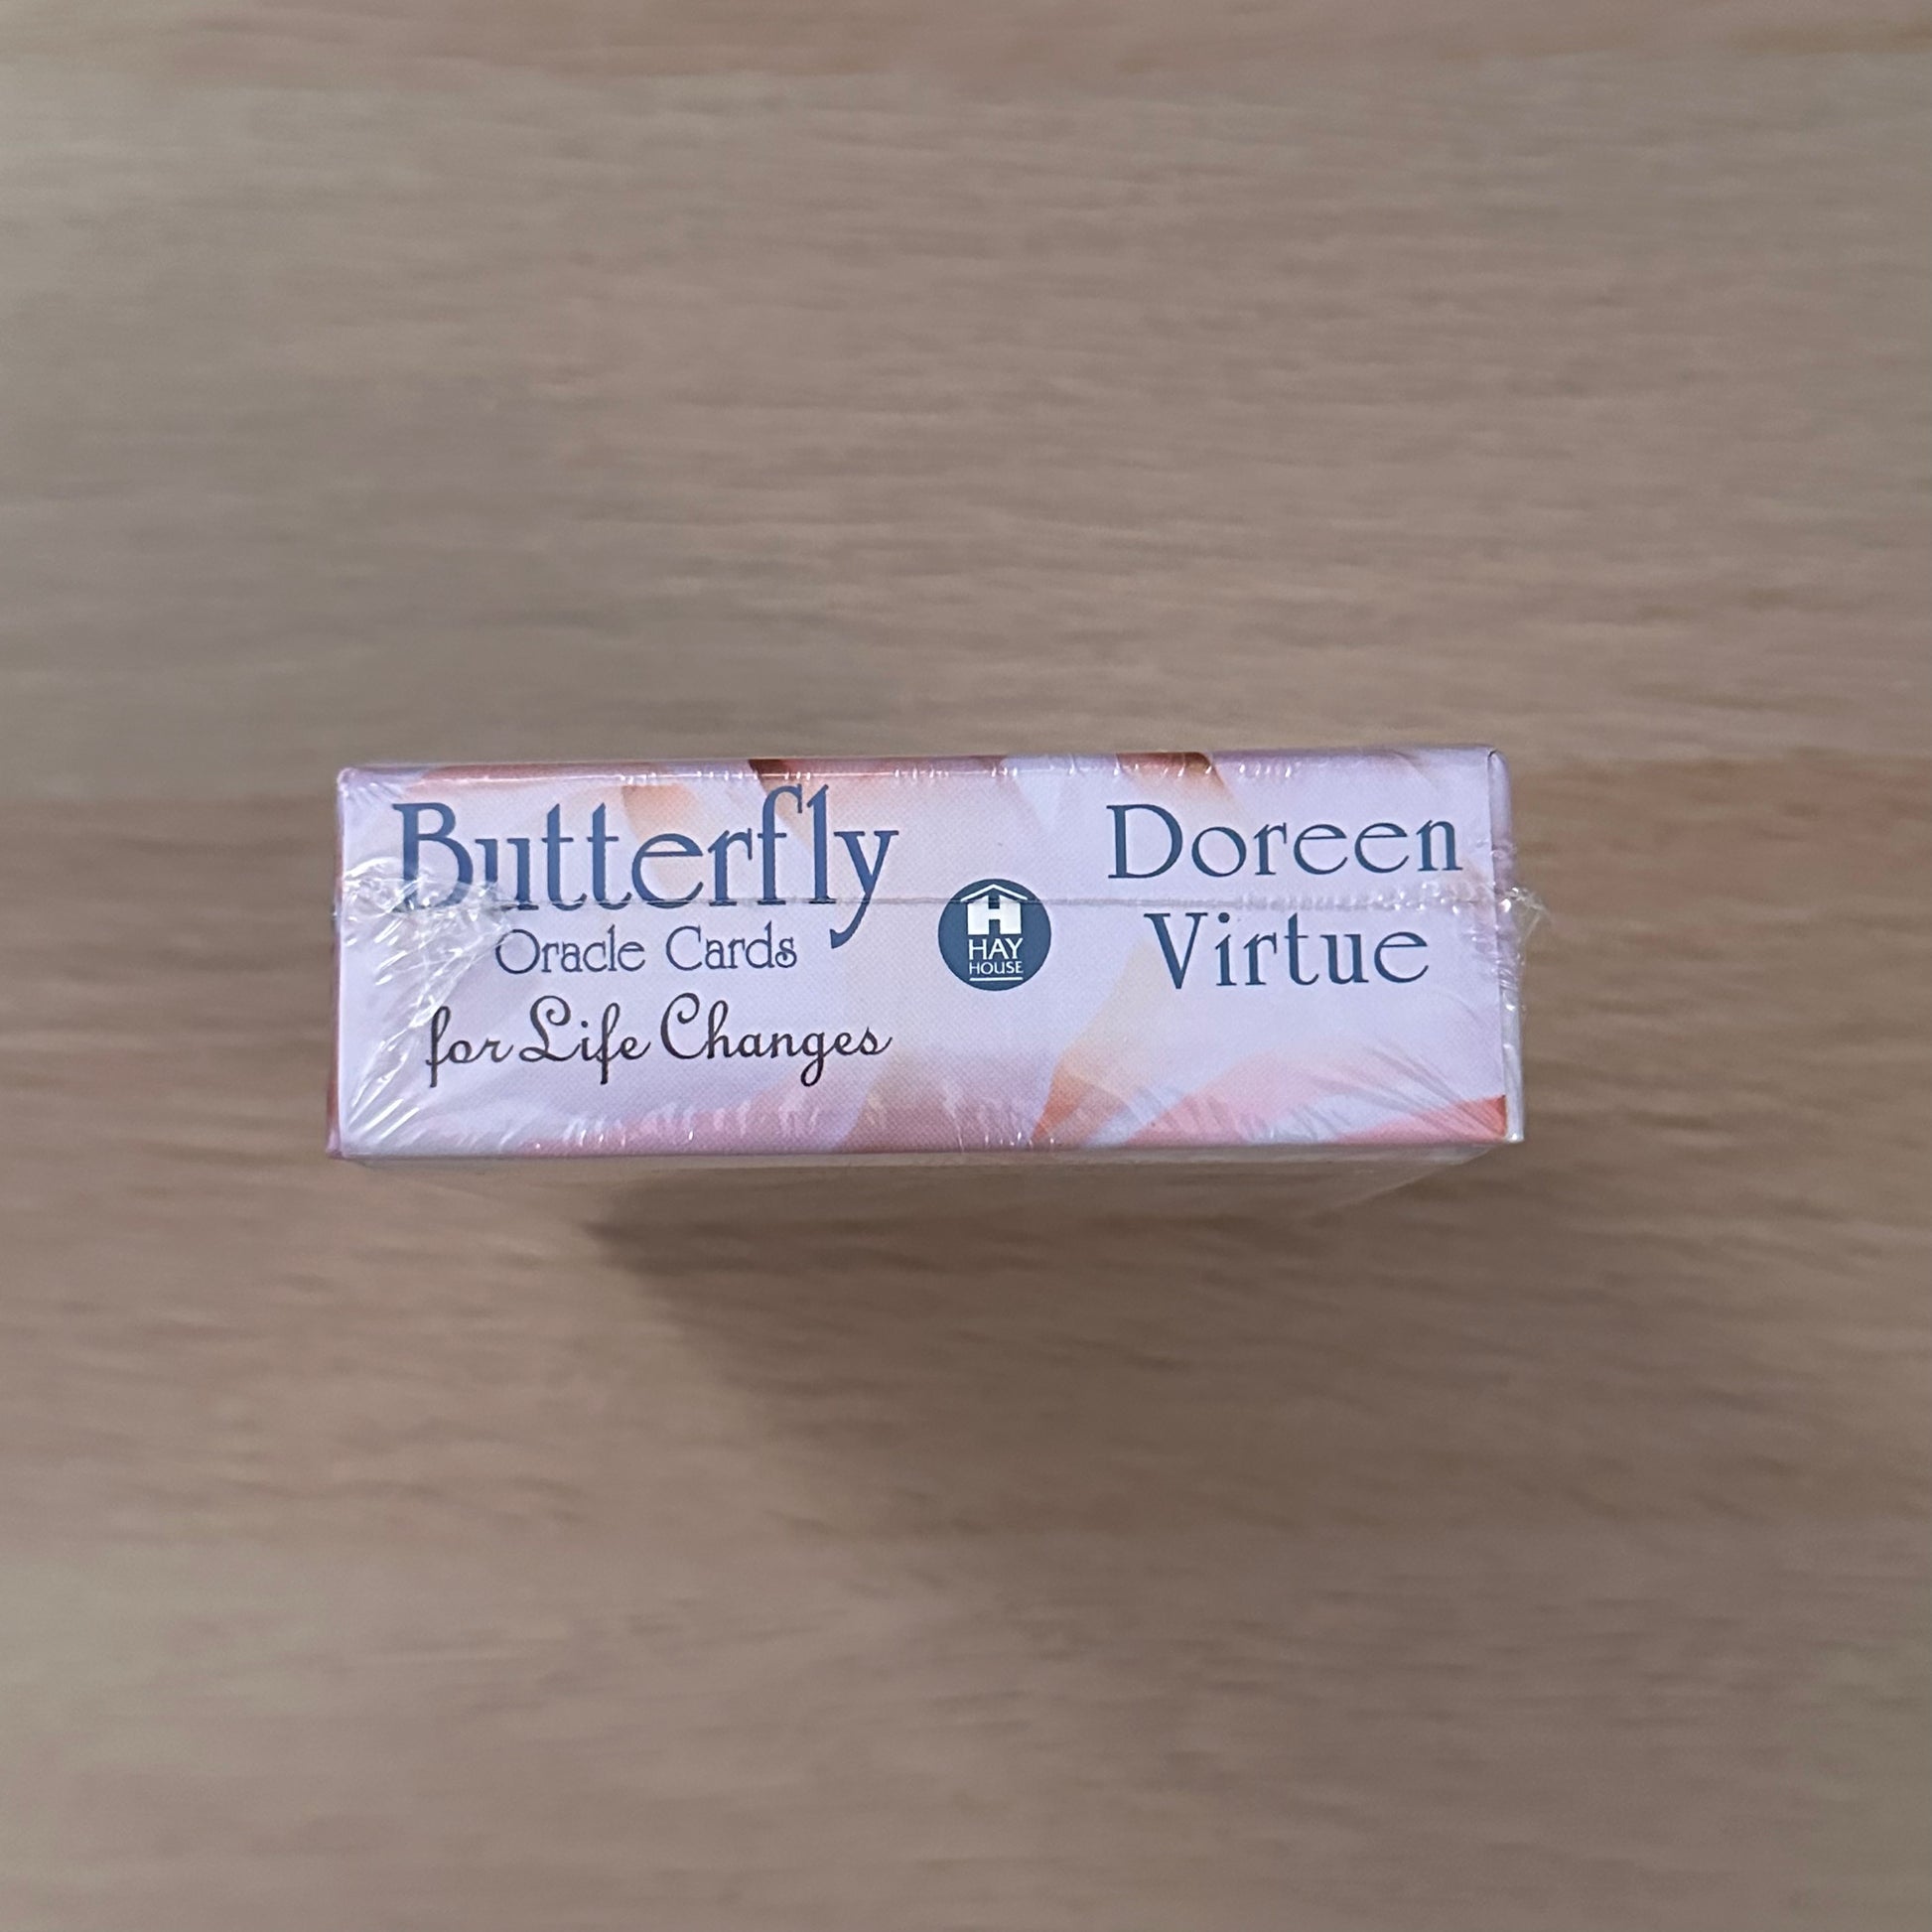 Butterfly
Oracle Cards
for Life Changes
HAY
HOUSE
Doreen
Virtue